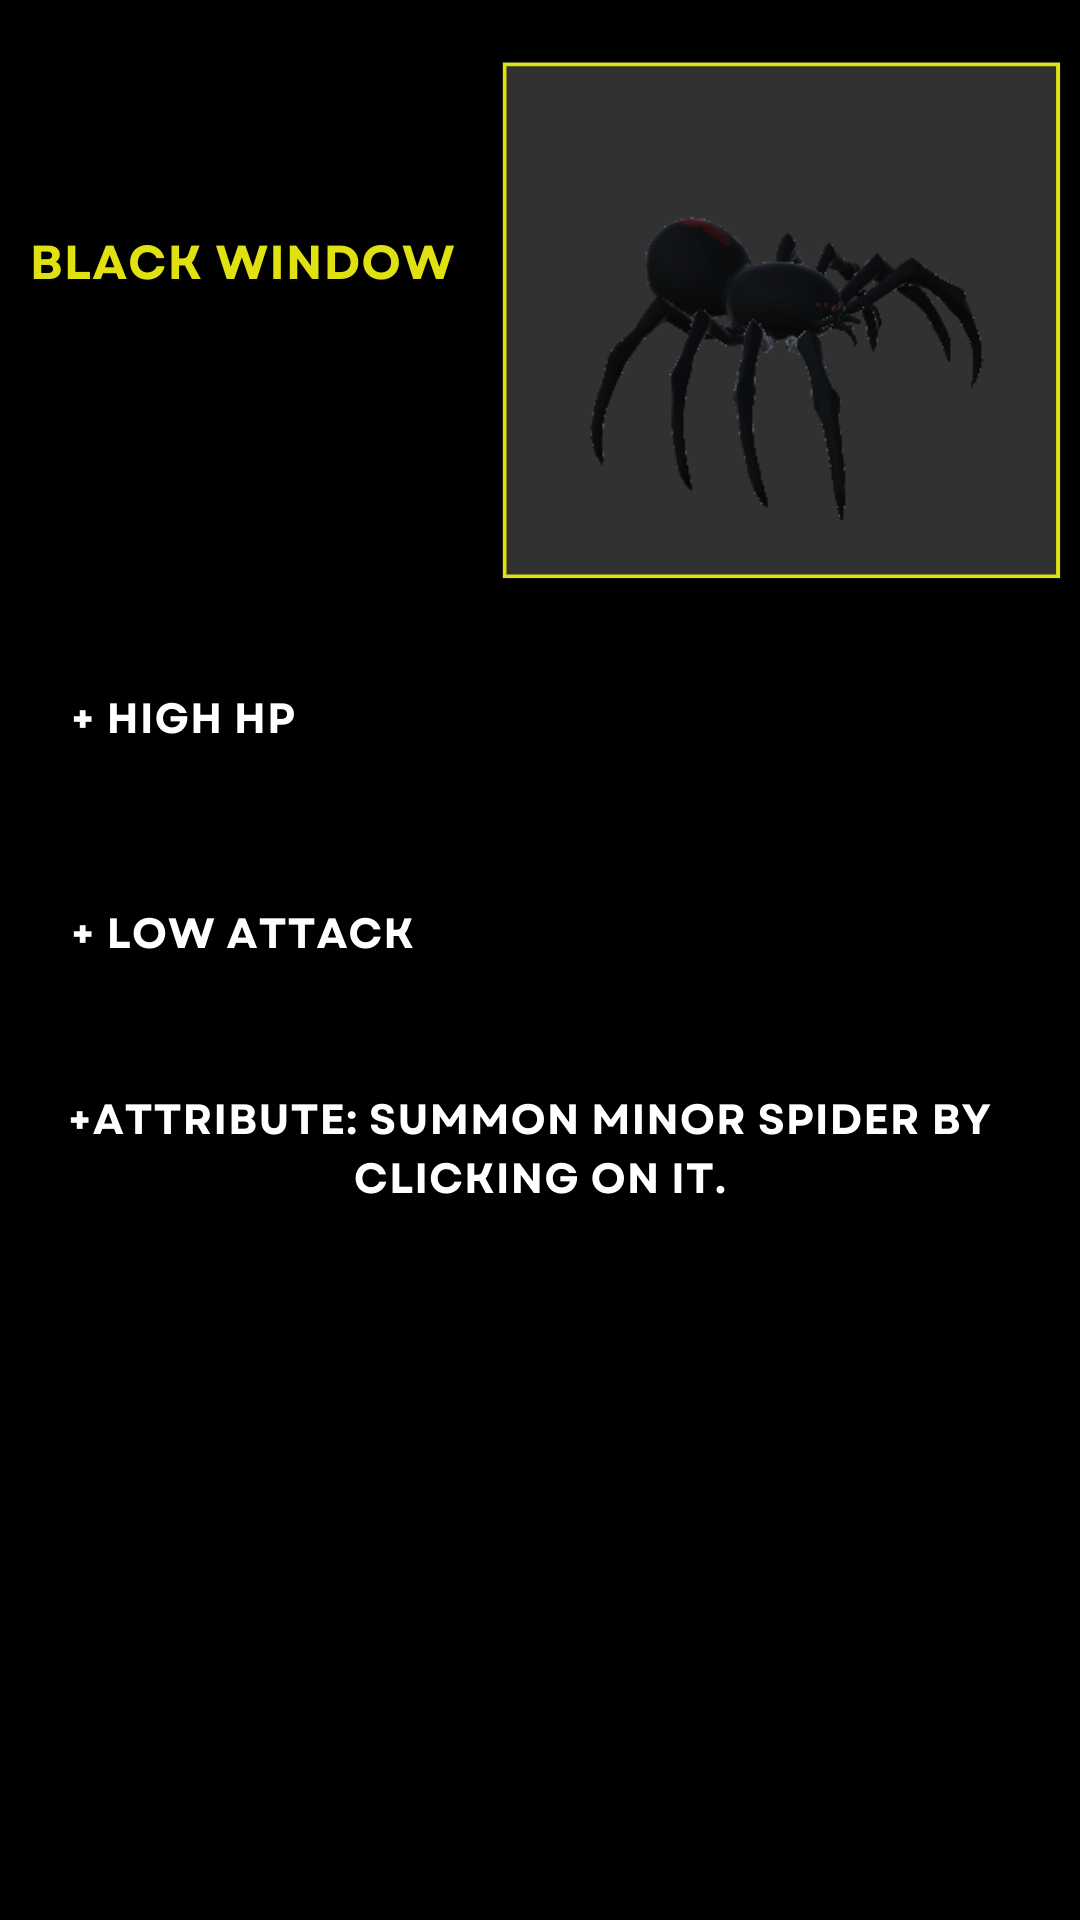 BLACK WINDOW
+ HIGH HP
+ LOW ATTACK
+ATTRIBUTE: SUMMON MINOR SPIDER BY
CLICKING ON IT.